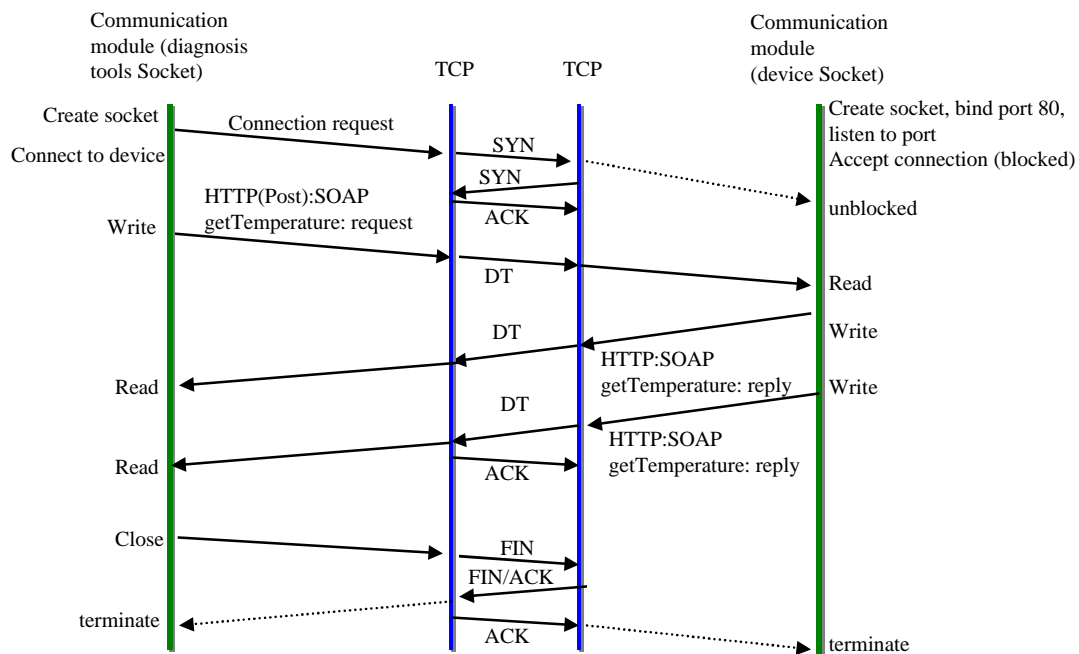 Communication
module (diagnosis
tools Socket)
TCP
TCP
Communication
module
(device Socket)
Create socket
Connection request
Create socket, bind port 80,
listen to port
Accept connection (blocked)
Connect to device
SYN
SYN
HTTP(Post):SOAP
getTemperature: request
ACK
unblocked
Write
DT
Read
DT
Write
HTTP:SOAP
getTemperature: reply
Read
Write
DT
HTTP:SOAP
getTemperature: reply
Read
ACK
Close
FIN
FIN/ACK
terminate
ACK
terminate